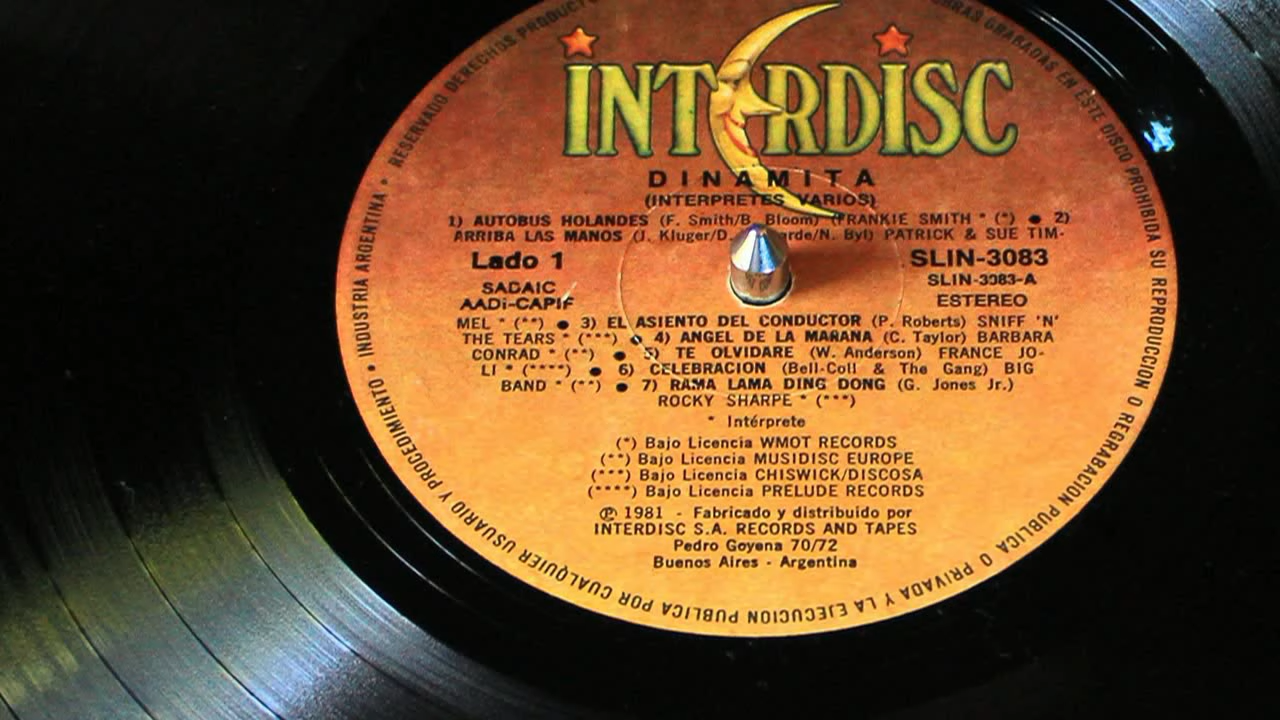 INTERDISC
DINAMITA
(INTERPRETES VARIOS)
1) AUTOBUS HOLANDES (F. Smith/B. Bloom) (FRANKIE SMITH * (*) ● 2)
ARRIBA LAS MANOS (J. Kluger/D. arde/N. Byl) PATRICK & SUE TIM-
Lado 1
SADAIC
AADi-CAPIF
SLIN-3083
SLIN-3083-A
ESTEREO
MEL * (**) ● 3) EL ASIENTO DEL CONDUCTOR (P. Roberts) SNIFF 'N'
THE TEARS * (***) ● 4) ANGEL DE LA MAÑANA (C. Taylor) BARBARA
CONRAD * (**) ● 5) TE OLVIDARE (W. Anderson) FRANCE JO-
LI * (****) ● 6) CELEBRACION (Bell-Coll & The Gang) BIG
BAND * (**) ● 7) RAMA LAMA DING DONG (G. Jones Jr.)
ROCKY SHARPE * (***)
* Intérprete
(*) Bajo Licencia WMOT RECORDS
(**) Bajo Licencia MUSIDISC EUROPE
(***) Bajo Licencia CHISWICK/DISCOSA
(****) Bajo Licencia PRELUDE RECORDS
℗ 1981 - Fabricado y distribuido por
INTERDISC S.A. RECORDS AND TAPES
Pedro Goyena 70/72
Buenos Aires - Argentina
INDUSTRIA ARGENTINA • RESERVADO DERECHOS PRODUCTO
OBRAS GRABADAS EN ESTE DISCO PROHIBIDA SU REPRODUCCION O REGRABACION PUBLICA O PRIVADA Y LA EJECUCION PUBLICA POR CUALQUIER USUARIO Y PROCEDIMIENTO •